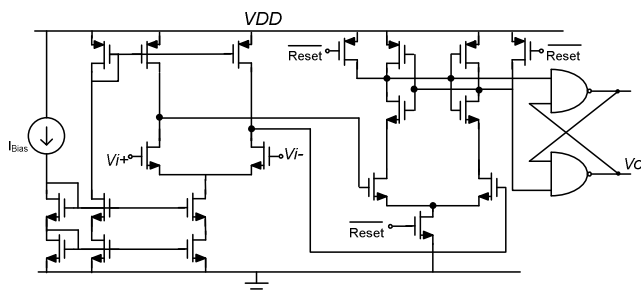 VDD
Reset
Reset
IBias
Vi+
Vi-
Vo
Reset